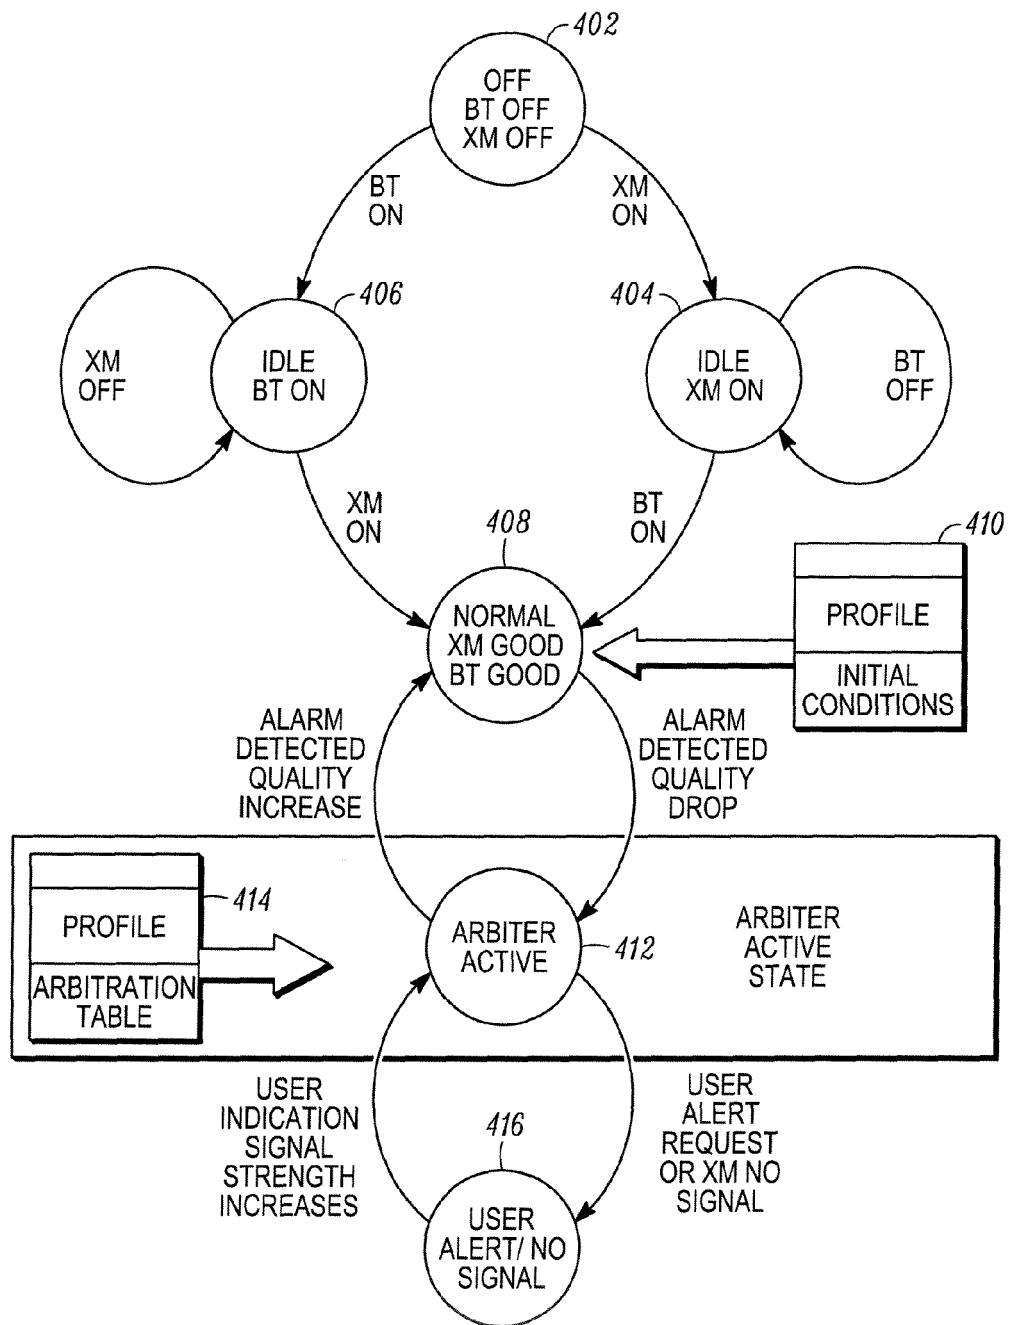 402
OFF
BT OFF
XM OFF
BT
ON
XM
ON
406
404
XM
OFF
IDLE
BT ON
IDLE
XM ON
BT
OFF
XM
ON
BT
ON
408
410
NORMAL
XM GOOD
BT GOOD
PROFILE
INITIAL
CONDITIONS
ALARM
DETECTED
QUALITY
INCREASE
ALARM
DETECTED
QUALITY
DROP
414
PROFILE
ARBITRATION
TABLE
ARBITER
ACTIVE
412
ARBITER
ACTIVE
STATE
USER
INDICATION
SIGNAL
STRENGTH
INCREASES
USER
ALERT
REQUEST
OR XM NO
SIGNAL
416
USER
ALERT/ NO
SIGNAL